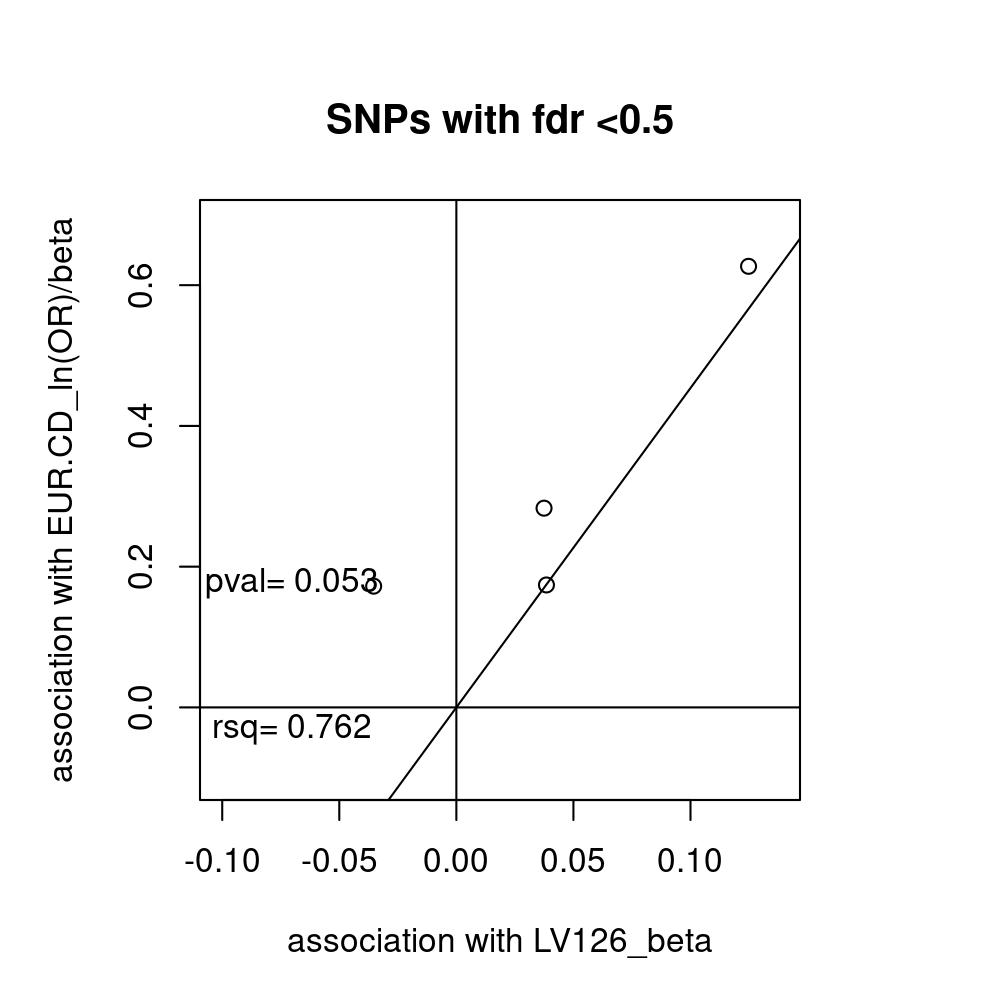 SNPs with fdr <0.5
association with EUR.CD_ln(OR)/beta
0.6
0.4
0.2
0.0
pval= 0.053
rsq= 0.762
-0.10 -0.05 0.00 0.05 0.10
association with LV126_beta